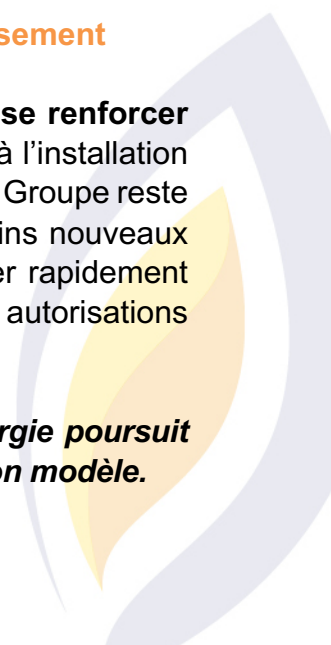 sement
se renforcer
à l’installation
Groupe reste
ins nouveaux
er rapidement
autorisations
rgie poursuit
on modèle.